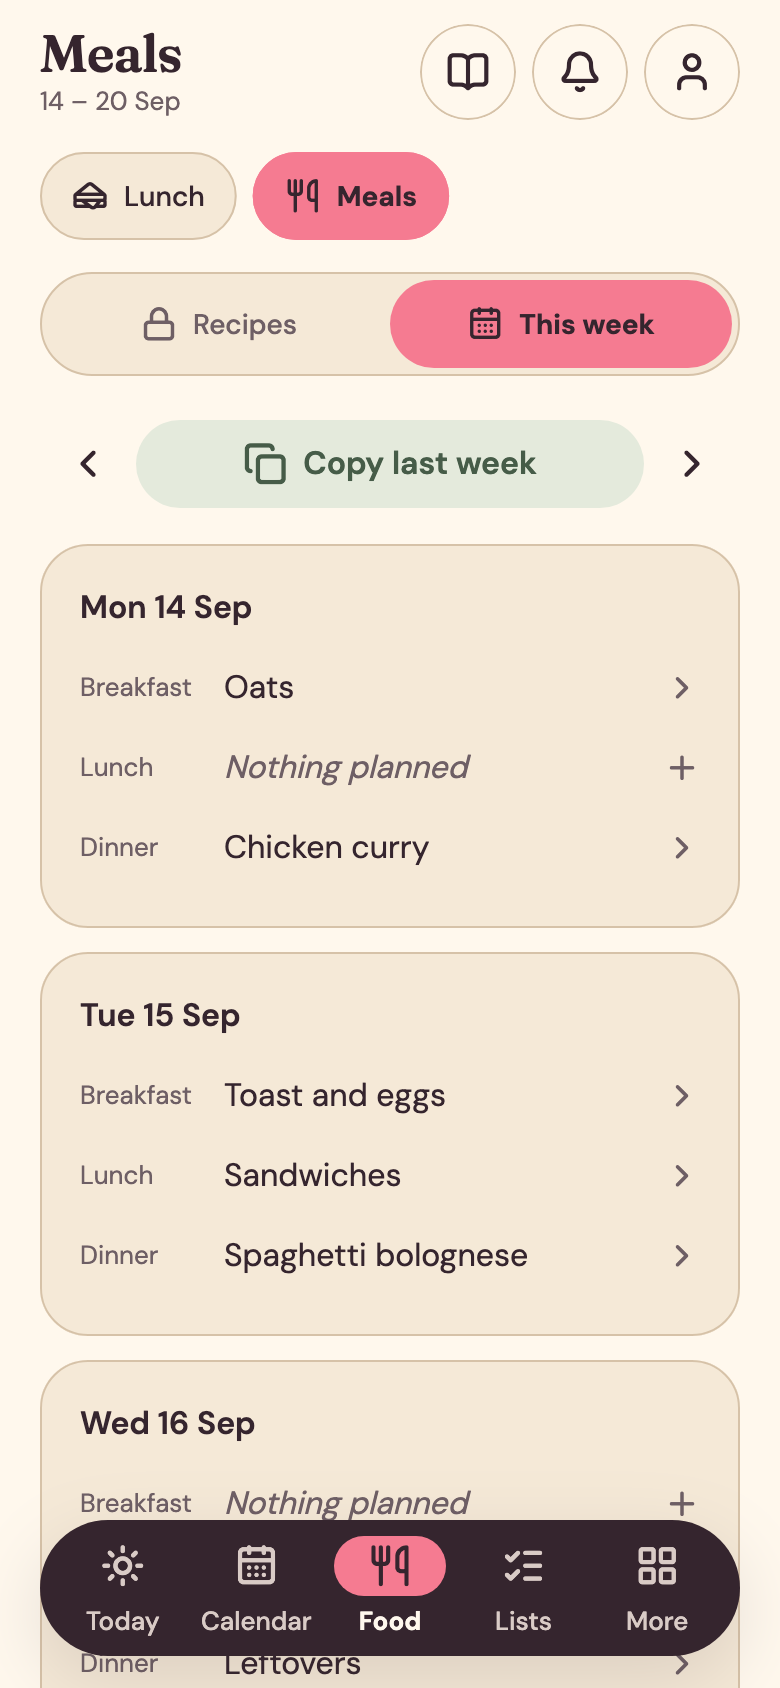 Meals
14 – 20 Sep
Lunch
Meals
Recipes
This week
Copy last week
Mon 14 Sep
Breakfast Oats
Lunch Nothing planned
Dinner Chicken curry
Tue 15 Sep
Breakfast Toast and eggs
Lunch Sandwiches
Dinner Spaghetti bolognese
Wed 16 Sep
Breakfast Nothing planned
Today Calendar Food Lists More
Dinner Leftovers